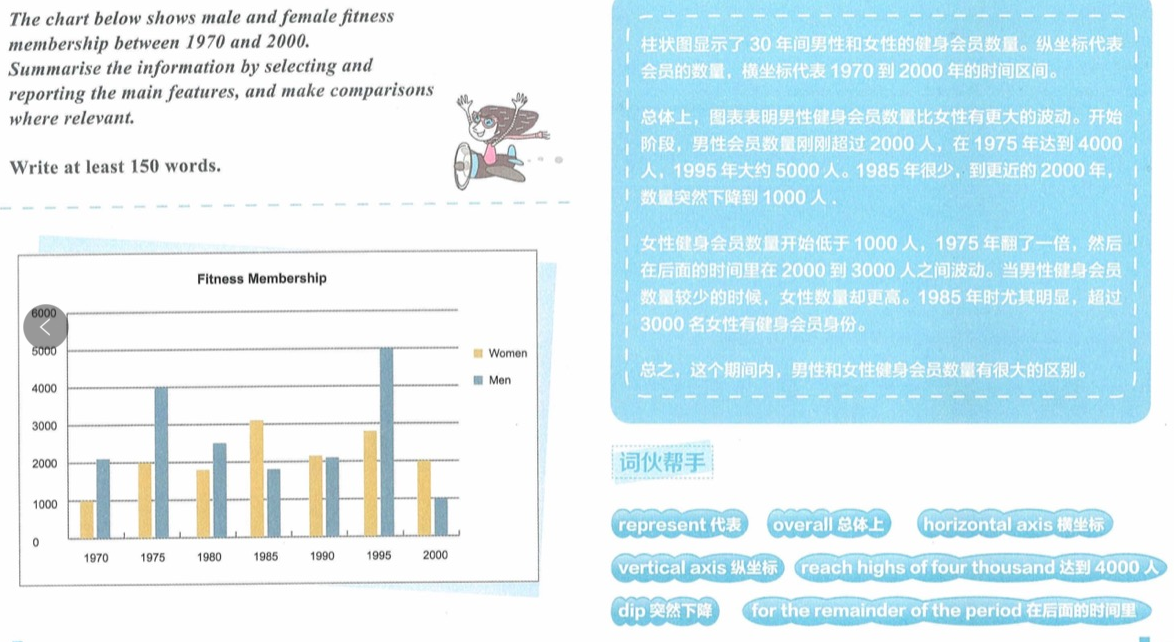 The chart below shows male and female fitness
membership between 1970 and 2000.
Summarise the information by selecting and
reporting the main features, and make comparisons
where relevant.
Write at least 150 words.
Fitness Membership
6000
5000
4000
3000
2000
1000
0
1970 1975 1980 1985 1990 1995 2000
Women
Men
柱状图显示了 30 年间男性和女性的健身会员数量。纵坐标代表
会员的数量,横坐标代表 1970 到 2000 年的时间区间。
总体上,图表表明男性健身会员数量比女性有更大的波动。开始
阶段,男性会员数量刚刚超过 2000 人,在 1975 年达到 4000
人,1995 年大约 5000 人。1985 年很少,到更近的 2000 年,
数量突然下降到 1000 人 .
女性健身会员数量开始低于 1000 人,1975 年翻了一倍,然后
在后面的时间里在 2000 到 3000 人之间波动。当男性健身会员
数量较少的时候,女性数量却更高。1985 年时尤其明显,超过
3000 名女性有健身会员身份。
总之,这个期间内,男性和女性健身会员数量有很大的区别。
词伙帮手
represent 代表 overall 总体上 horizontal axis 横坐标
vertical axis 纵坐标 reach highs of four thousand 达到 4000 人
dip 突然下降 for the remainder of the period 在后面的时间里